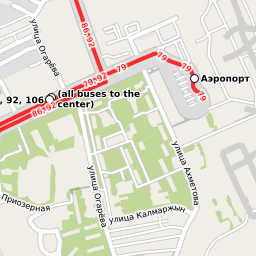 улица Огарёва
86;92
79
79
79;92
79
79
Аэропорт
, 92, 106
(all buses to the
center)
86;92
Приозерная
улица Огарёва
улица Ахметова
улица Калмаржын